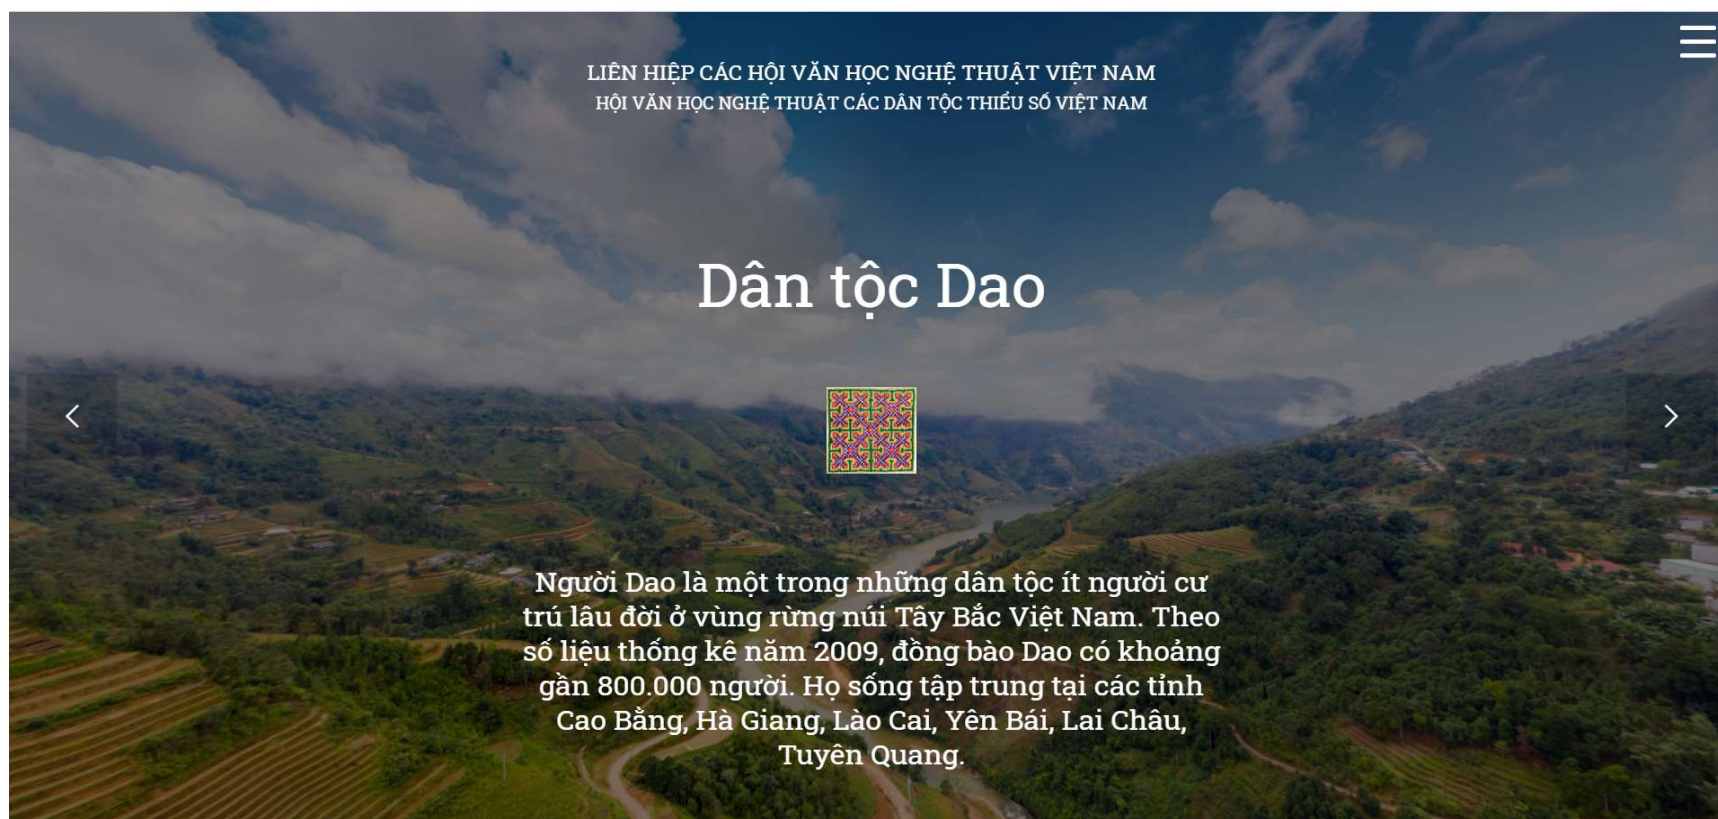 LIÊN HIỆP CÁC HỘI VĂN HỌC NGHỆ THUẬT VIỆT NAM
HỘI VĂN HỌC NGHỆ THUẬT CÁC DÂN TỘC THIỂU SỐ VIỆT NAM
Dân tộc Dao
Người Dao là một trong những dân tộc ít người cư
trú lâu đời ở vùng rừng núi Tây Bắc Việt Nam. Theo
số liệu thống kê năm 2009, đồng bào Dao có khoảng
gần 800.000 người. Họ sống tập trung tại các tỉnh
Cao Bằng, Hà Giang, Lào Cai, Yên Bái, Lai Châu,
Tuyên Quang.